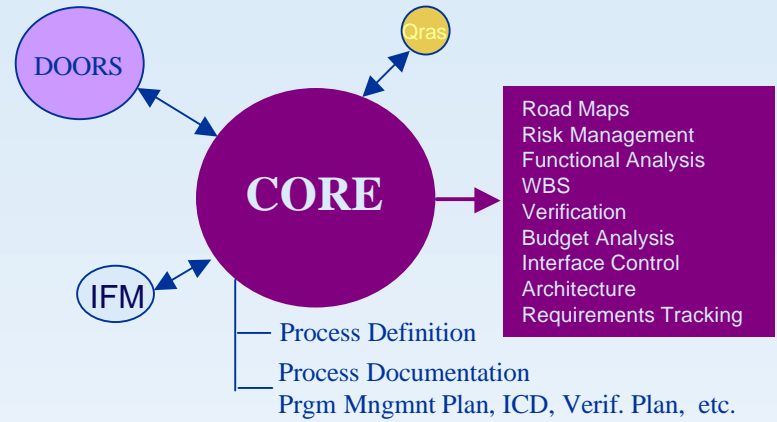 Qras
DOORS
CORE
IFM
Road Maps
Risk Management
Functional Analysis
WBS
Verification
Budget Analysis
Interface Control
Architecture
Requirements Tracking
Process Definition
Process Documentation
Prgm Mngmnt Plan, ICD, Verif. Plan, etc.